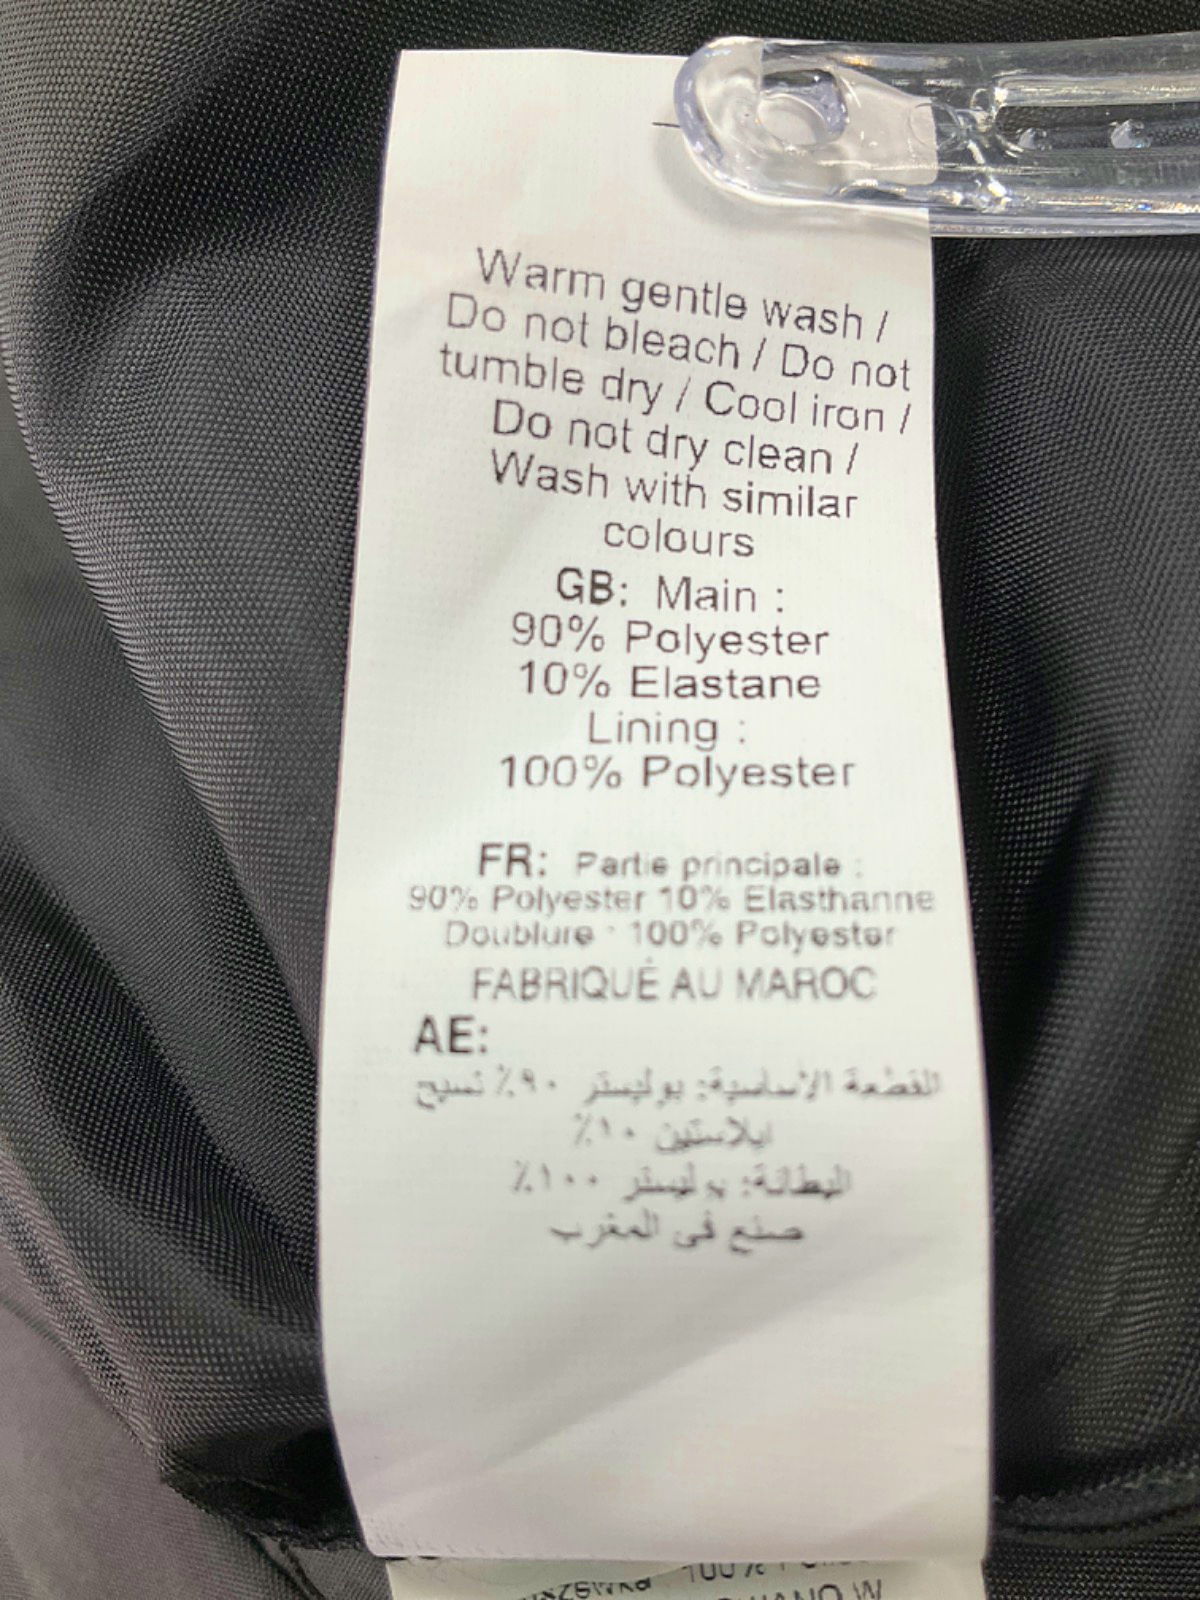 Warm gentle wash /
Do not bleach / Do not
tumble dry / Cool iron /
Do not dry clean /
Wash with similar
colours
GB: Main :
90% Polyester
10% Elastane
Lining :
100% Polyester
FR: Partie principale :
90% Polyester 10% Elasthanne
Doublure : 100% Polyester
FABRIQUÉ AU MAROC
AE:
القطعة الأساسية: بوليستر ٩٠٪ نسيج
ايلاستين ١٠٪
البطانة: بوليستر ١٠٠٪
صنع في المغرب
100%
W